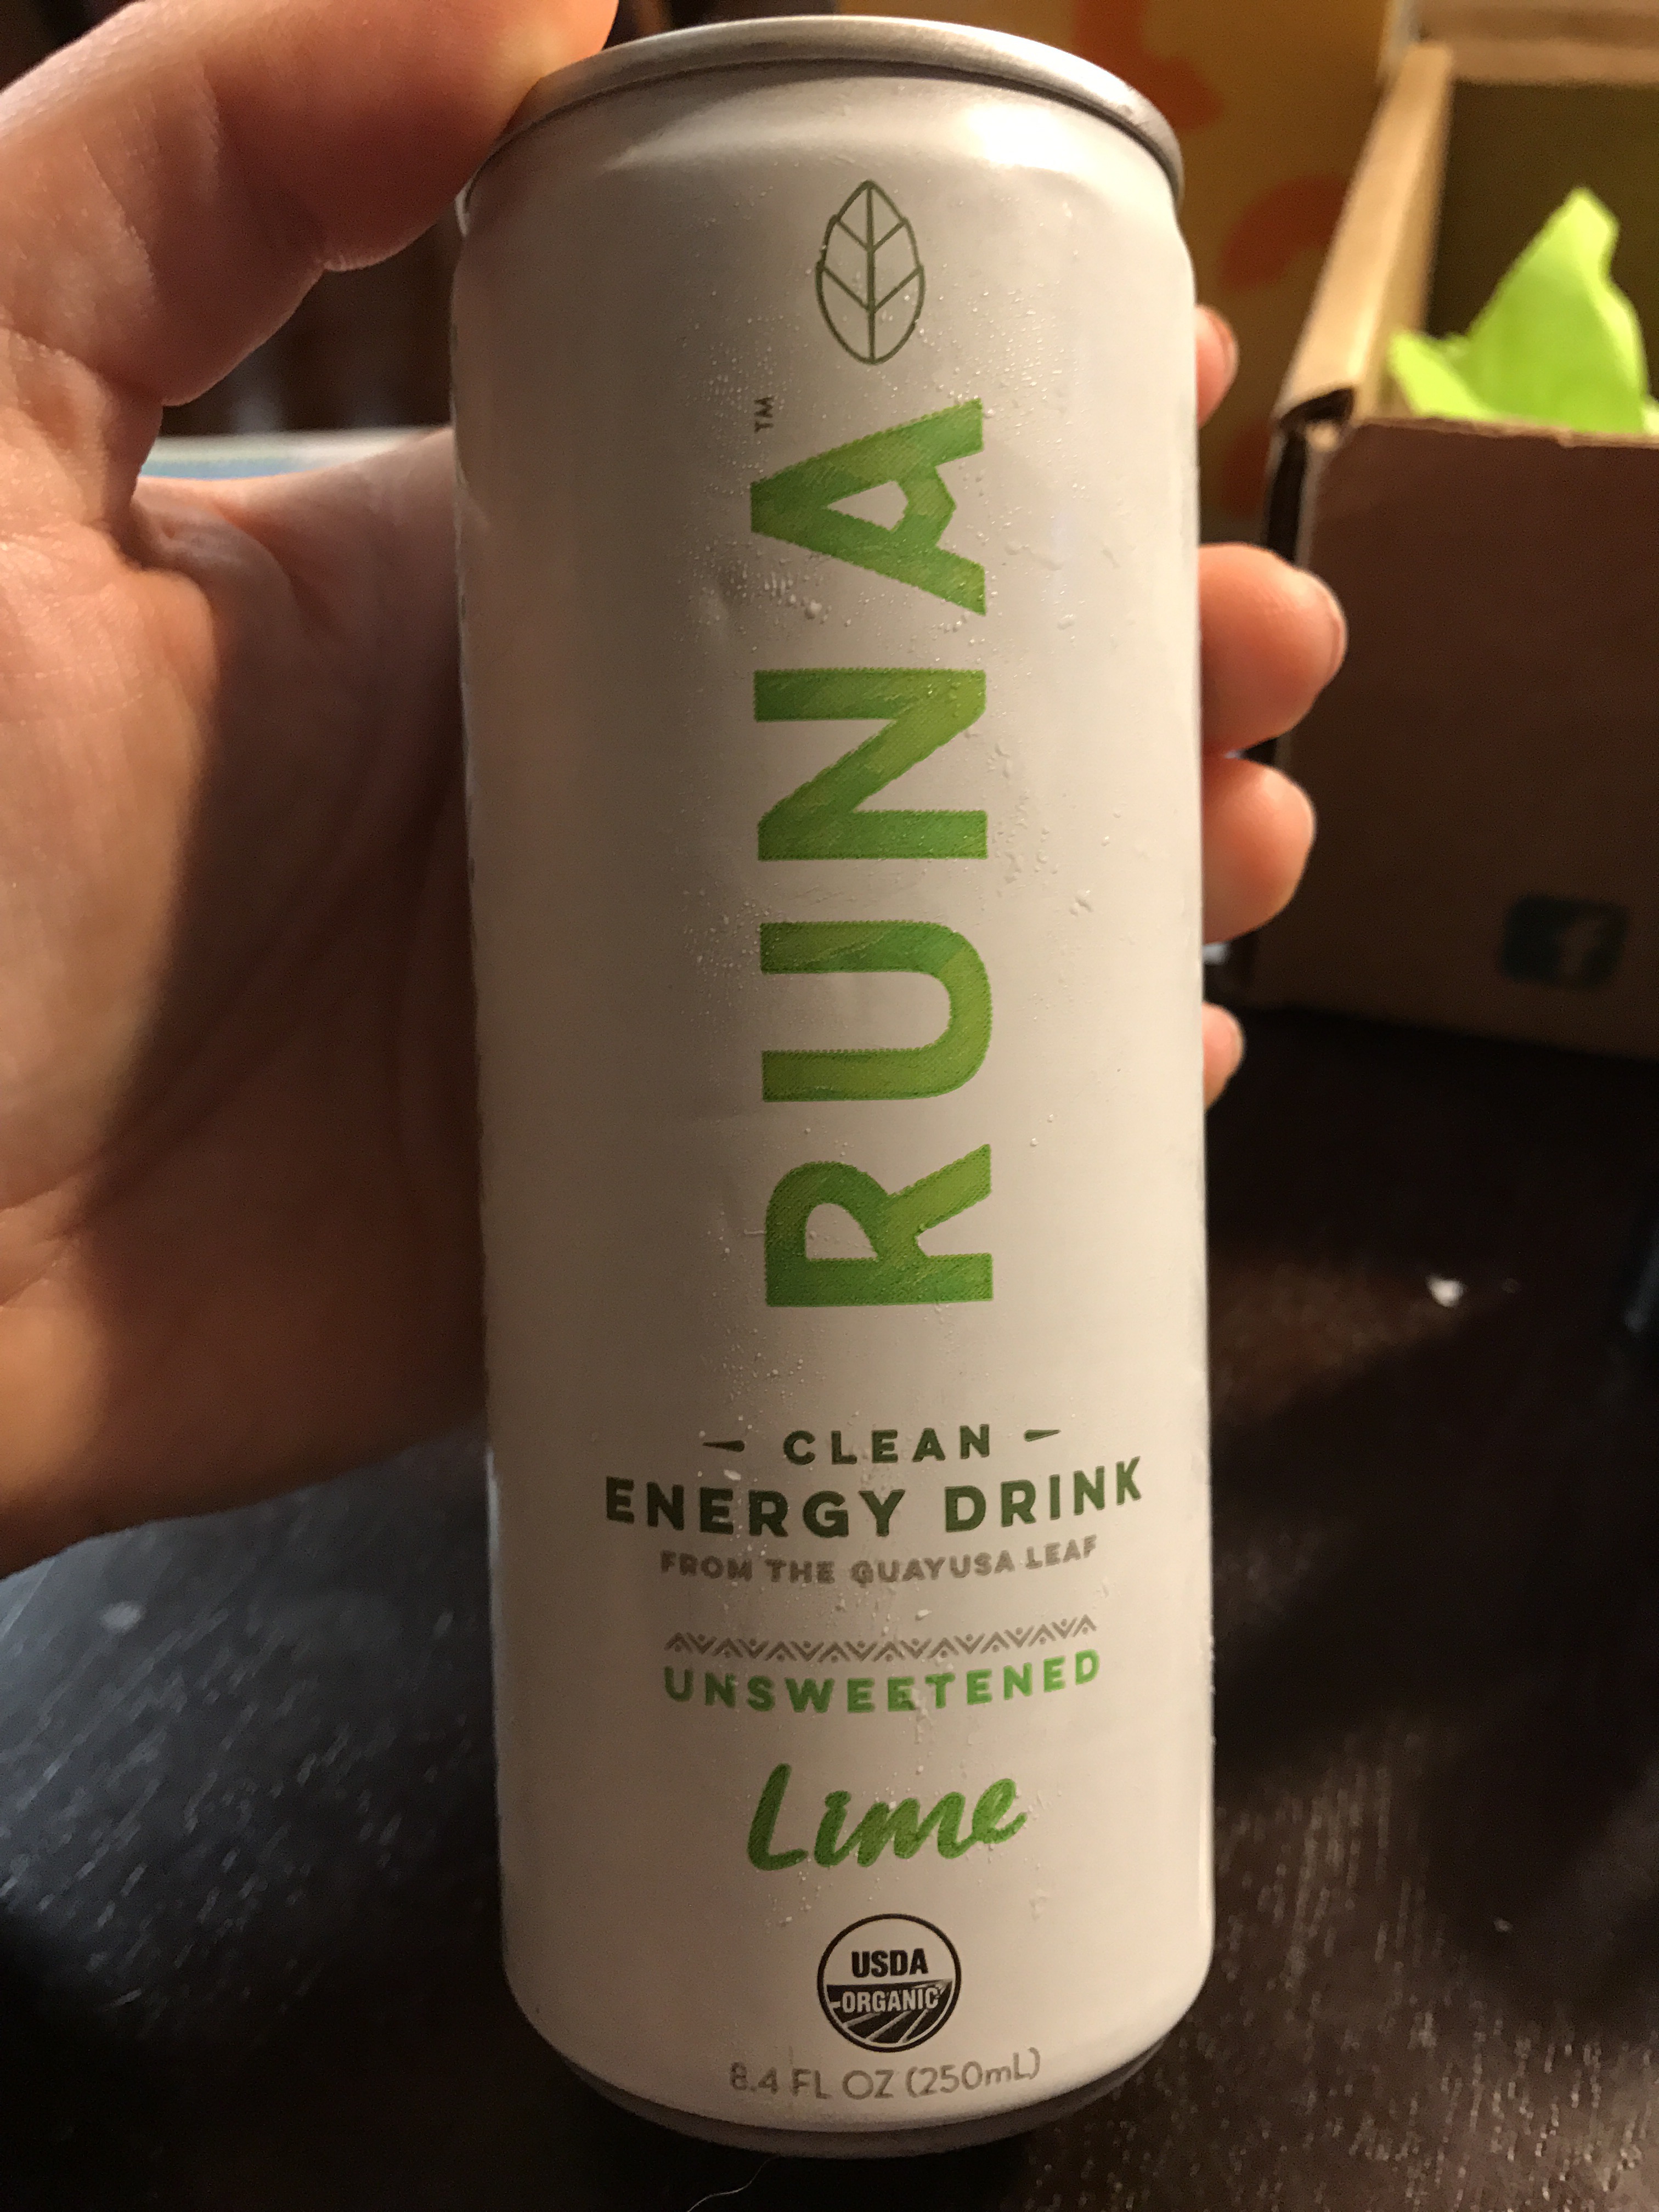 RUNA™
CLEAN
ENERGY DRINK
FROM THE GUAYUSA LEAF
UNSWEETENED
Lime
USDA
ORGANIC
8.4 FL OZ (250mL)
f